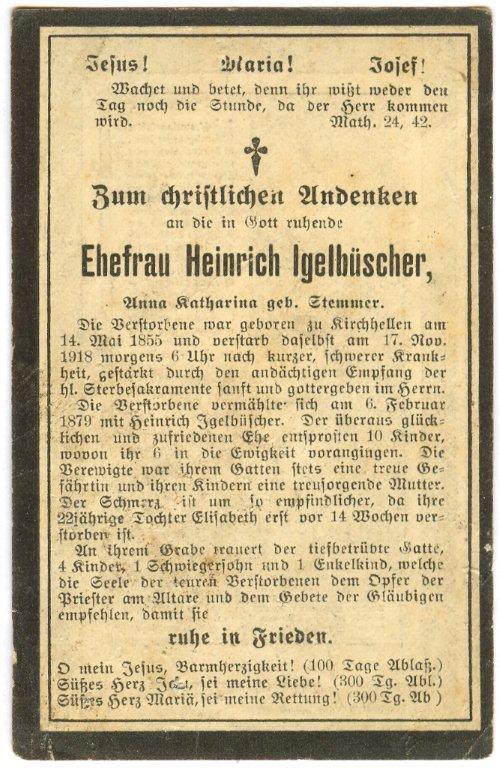 Jesus! Maria! Josef!
Wachet und betet, denn ihr wißt weder den
Tag noch die Stunde, da der Herr kommen
wird. Math. 24, 42.
Zum christlichen Andenken
an die in Gott ruhende
Ehefrau Heinrich Igelbüscher,
Anna Katharina geb. Stemmer.
Die Verstorbene war geboren zu Kirchhellen am
14. Mai 1855 und verstarb daselbst am 17. Nov.
1918 morgens 6 Uhr nach kurzer, schwerer Krank-
heit, gestärkt durch den andächtigen Empfang der
hl. Sterbesakramente sanft und gottergeben im Herrn.
Die Verstorbene vermählte sich am 6. Februar
1879 mit Heinrich Igelbüscher. Der überaus glück-
lichen und zufriedenen Ehe entsproßen 10 Kinder,
wovon ihr 6 in die Ewigkeit vorangingen. Die
Verewigte war ihrem Gatten stets eine treue Ge-
fährtin und ihren Kindern eine treusorgende Mutter.
Der Schmerz ist um so empfindlicher, da ihre
22jährige Tochter Elisabeth erst vor 14 Wochen ver-
storben ist.
An ihrem Grabe trauert der tiefbetrübte Gatte,
4 Kinder, 1 Schwiegersohn und 1 Enkelkind, welche
die Seele der teuren Verstorbenen dem Opfer der
Priester am Altare und dem Gebete der Gläubigen
empfehlen, damit sie
ruhe in Frieden.
O mein Jesus, Barmherzigkeit! (100 Tage Ablaß.)
Süßes Herz Jesu, sei meine Liebe! (300 Tg. Abl.)
Süßes Herz Mariä, sei meine Rettung! (300 Tg. Ab)